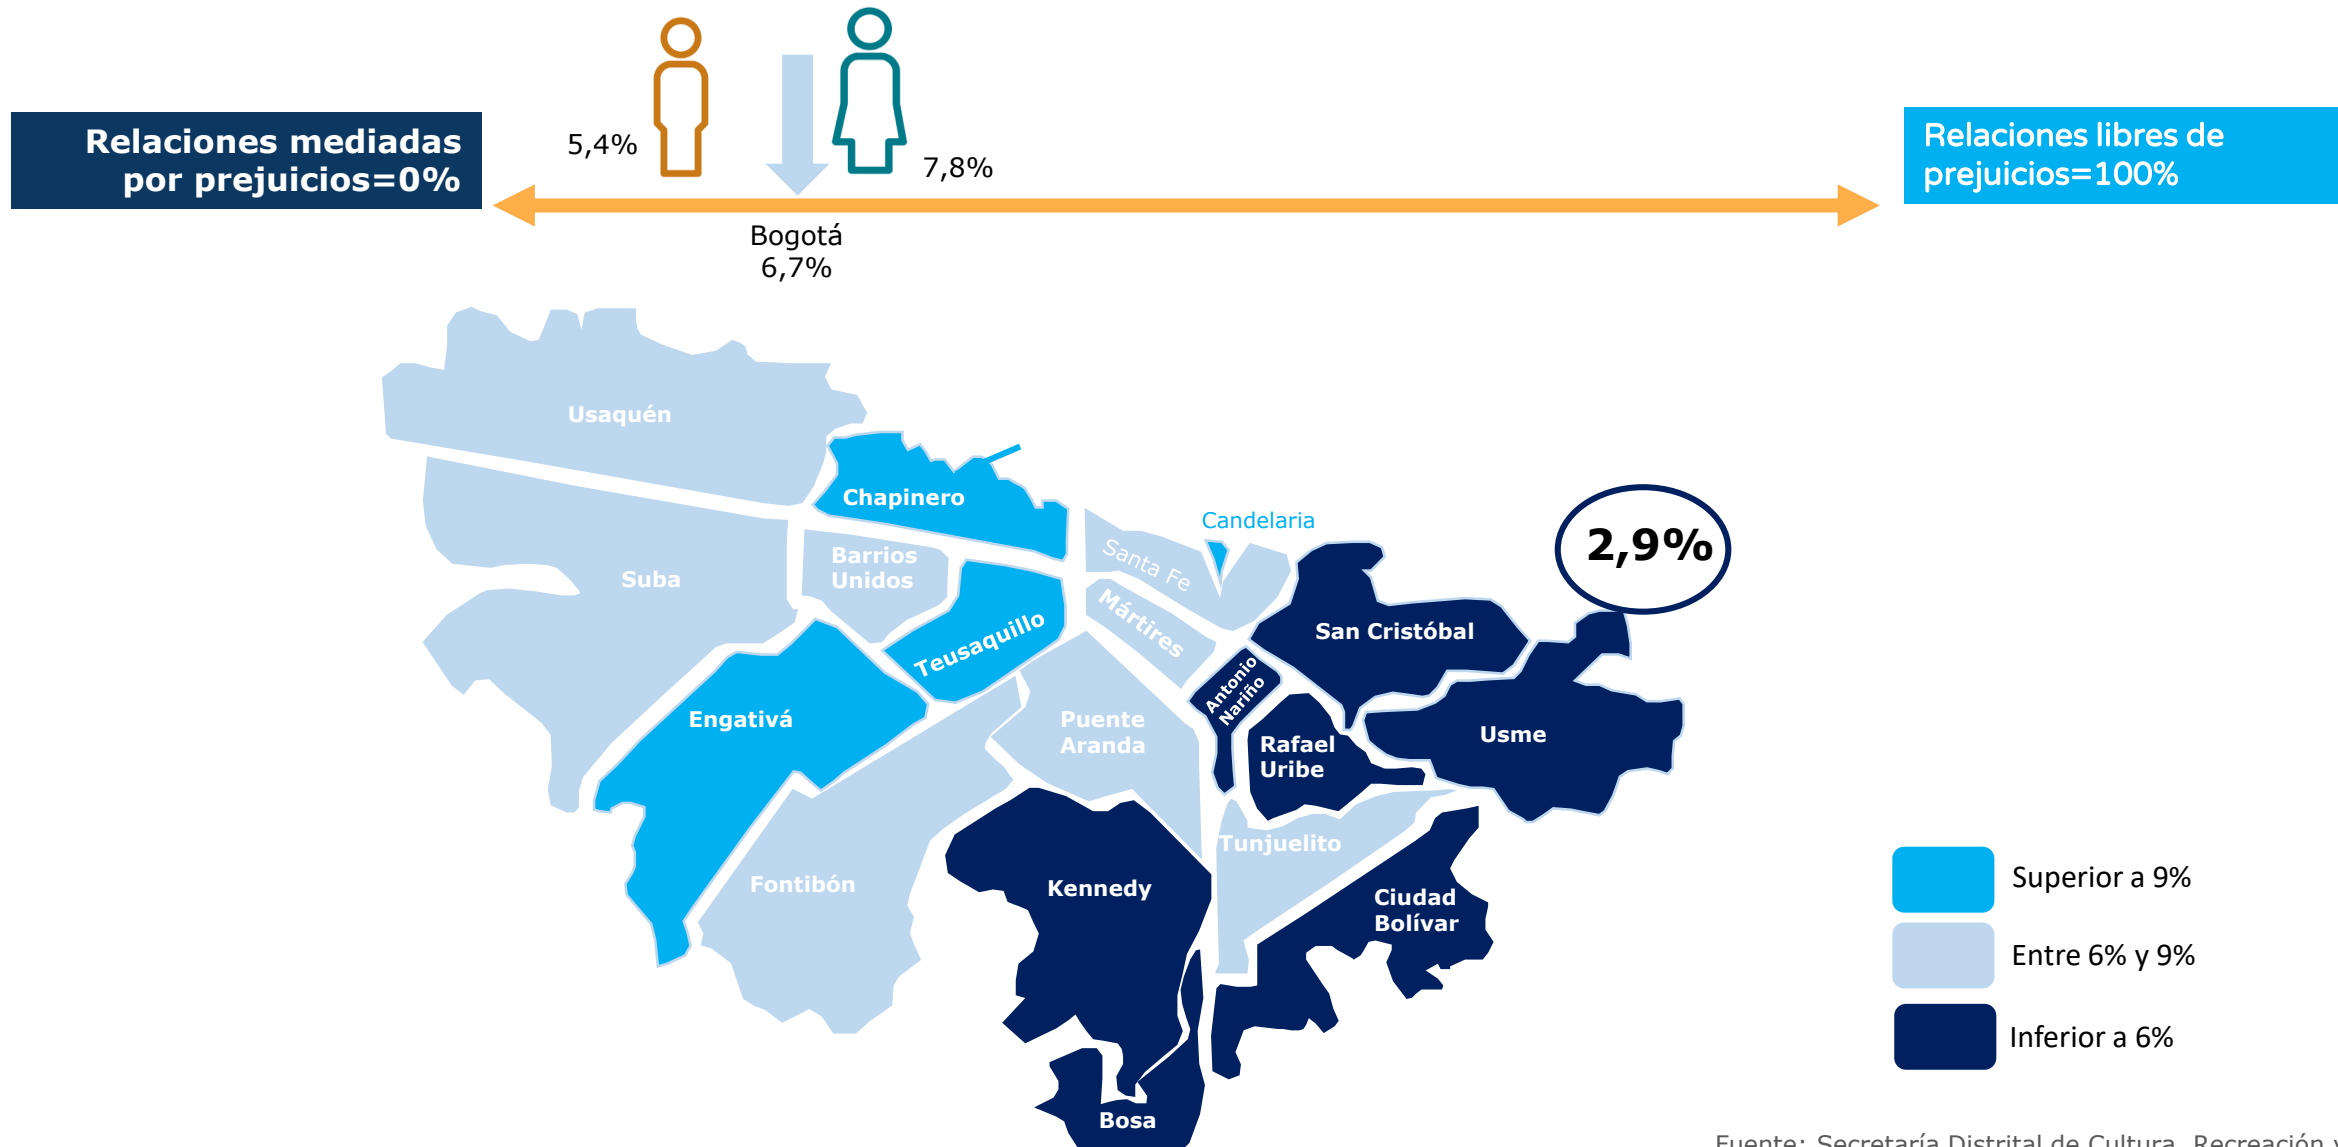 5,4%
7,8%
Relaciones mediadas
por prejuicios=0%
Relaciones libres de
prejuicios=100%
Bogotá
6,7%
Usaquén
Chapinero
Candelaria
2,9%
Santa Fe
Barrios
Unidos
Suba
Mártires
San Cristóbal
Teusaquillo
Antonio
Nariño
Engativá
Puente
Aranda
Usme
Rafael
Uribe
Tunjuelito
Fontibón
Kennedy
Ciudad
Bolívar
Bosa
Superior a 9%
Entre 6% y 9%
Inferior a 6%
Fuente: Secretaría Distrital de Cultura, Recreación y